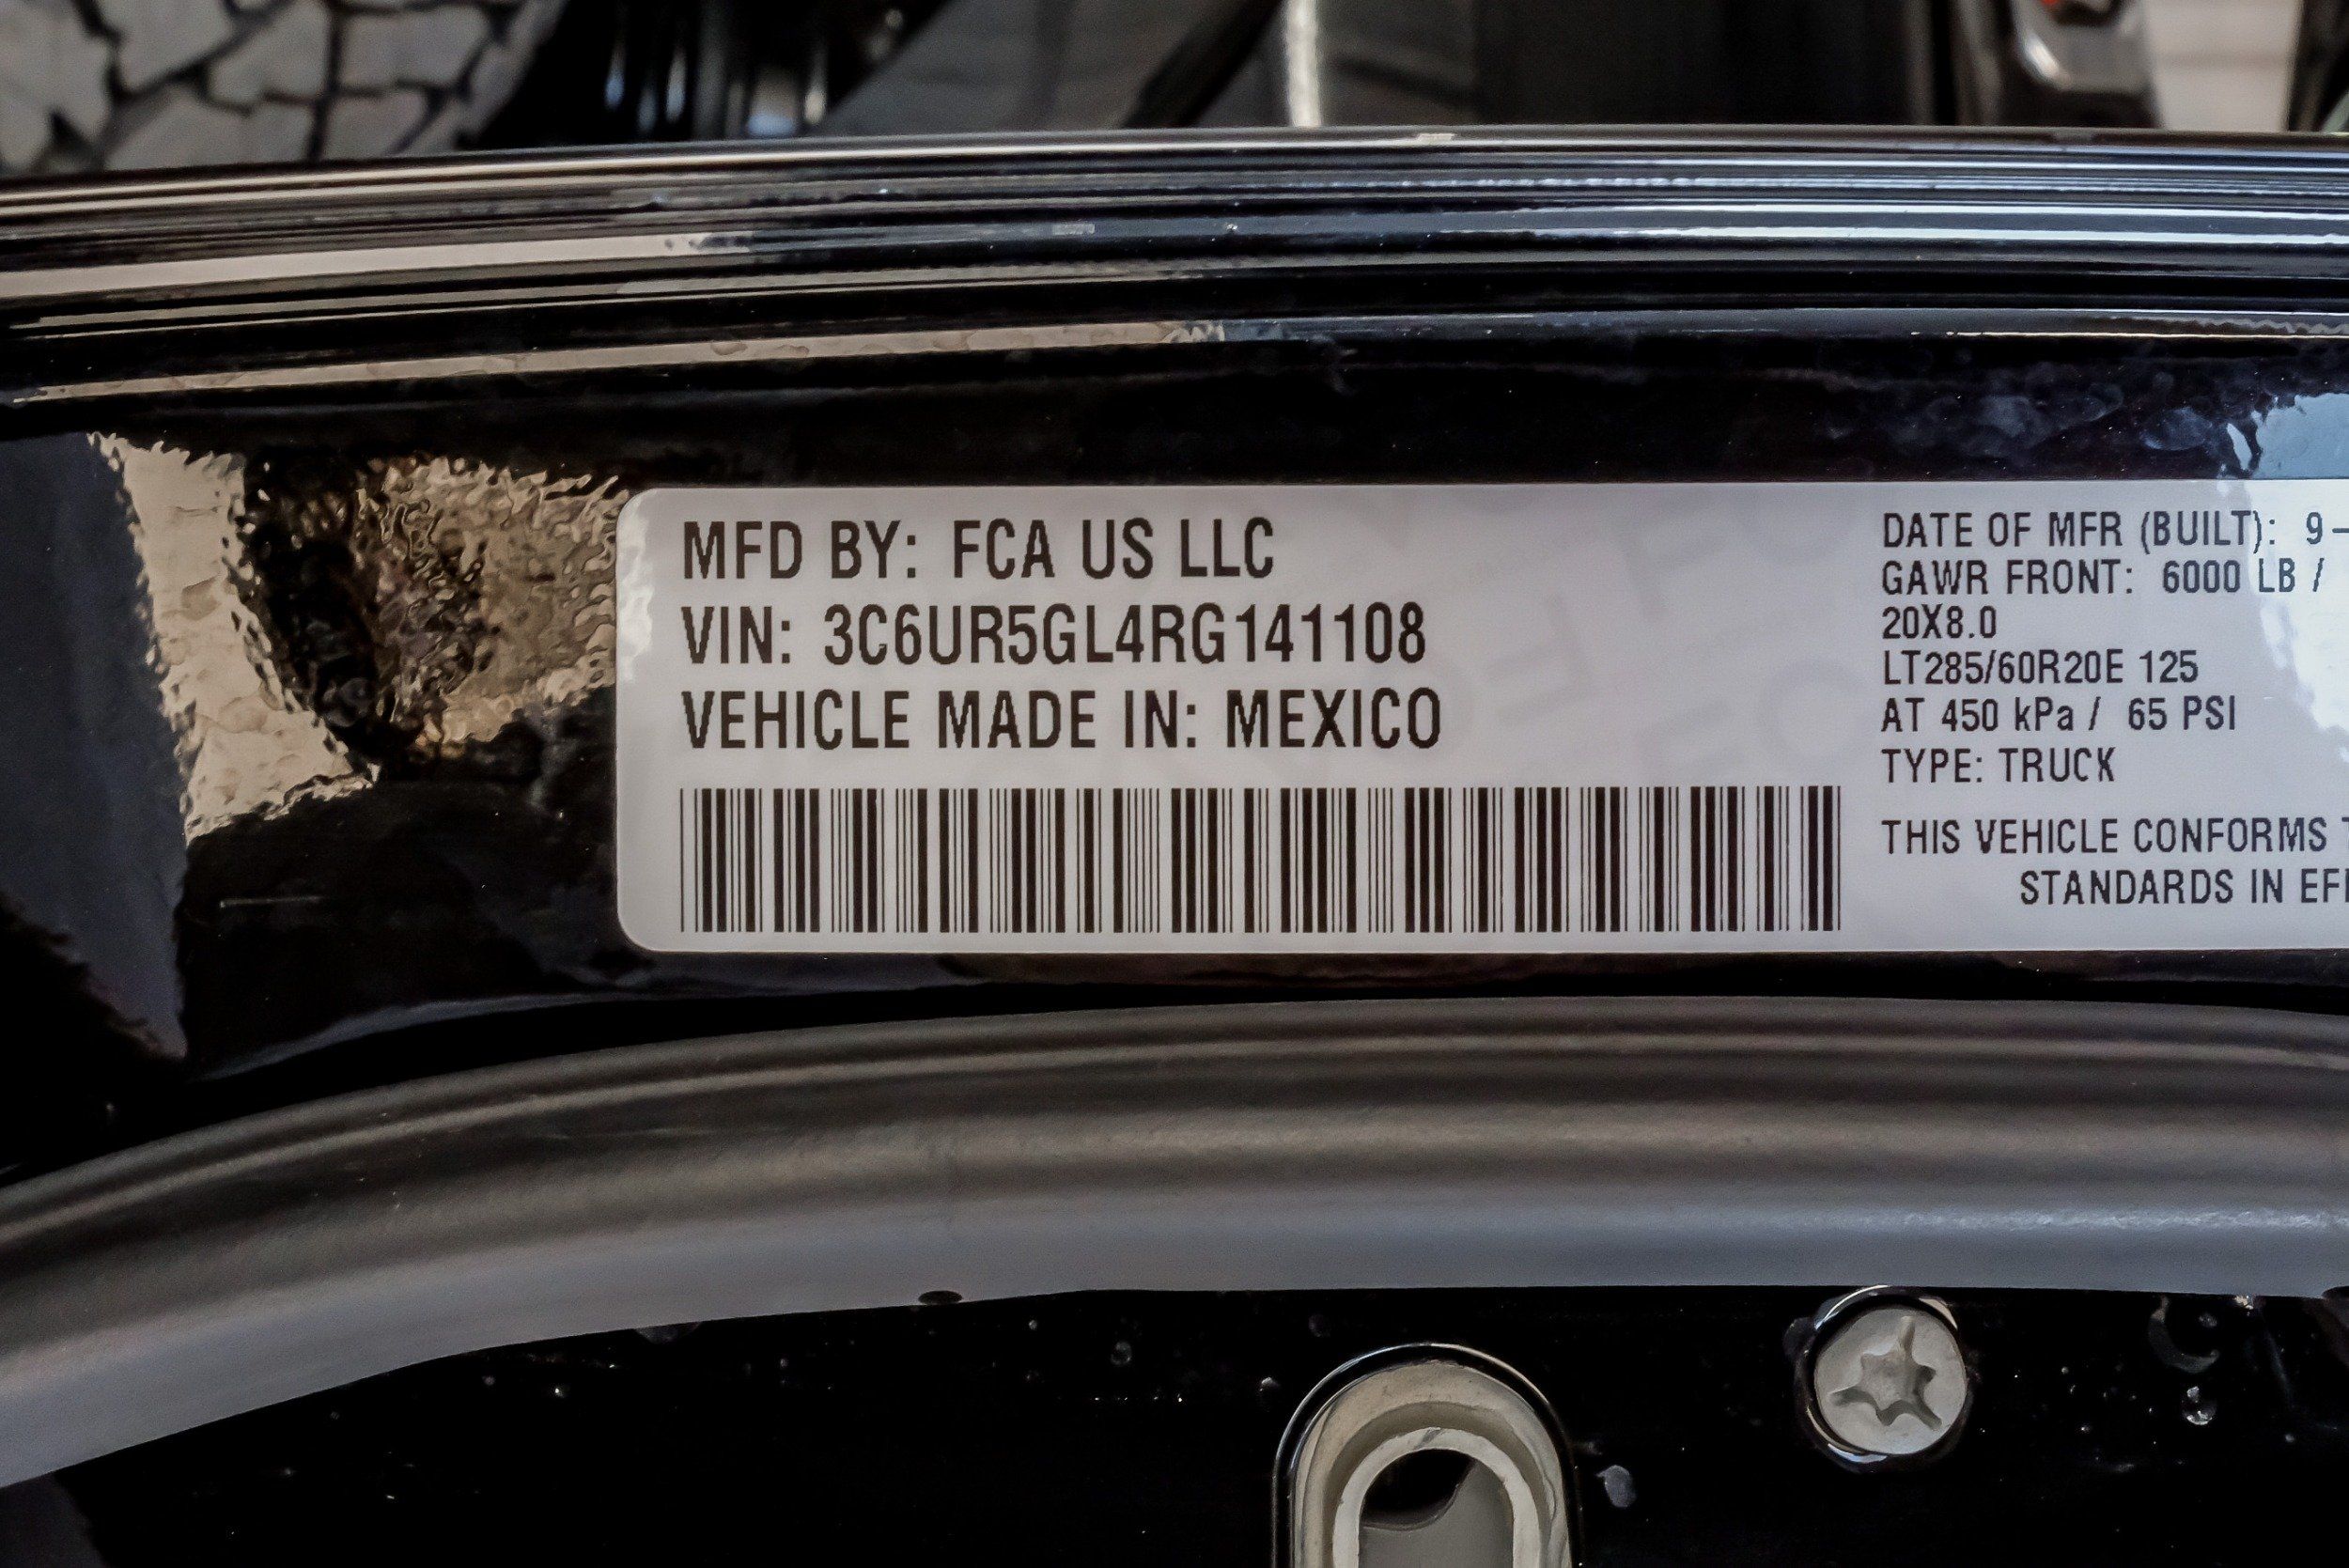 MFD BY: FCA US LLC
VIN: 3C6UR5GL4RG141108
VEHICLE MADE IN: MEXICO
DATE OF MFR (BUILT): 9-
GAWR FRONT: 6000 LB /
20X8.0
LT285/60R20E 125
AT 450 kPa / 65 PSI
TYPE: TRUCK
THIS VEHICLE CONFORMS
STANDARDS IN